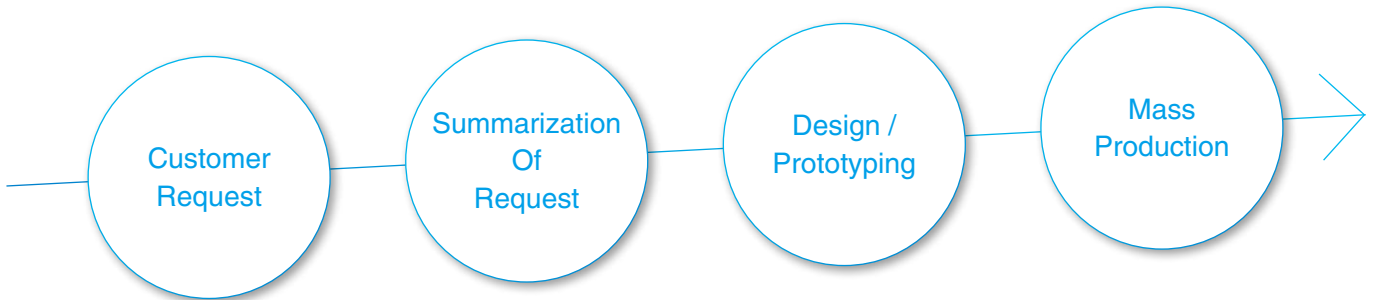 Customer
Request
Summarization
Of
Request
Design /
Prototyping
Mass
Production